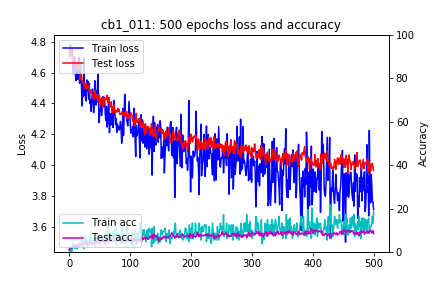 cb1_011: 500 epochs loss and accuracy
4.8
4.6
4.4
4.2
4.0
3.8
3.6
Loss
Train loss
Test loss
Train acc
Test acc
100
80
60
40
20
0
Accuracy
0
100
200
300
400
500